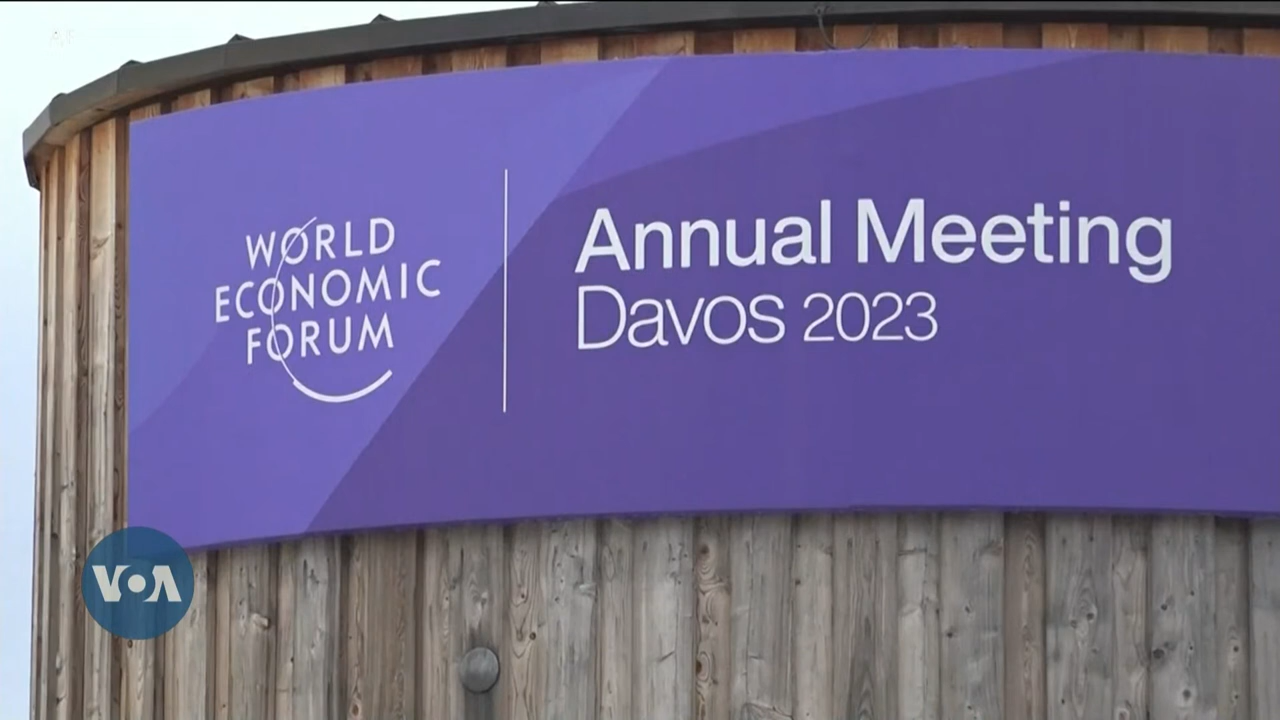 WORLD
ECONOMIC
FORUM
Annual Meeting
Davos 2023
VOA